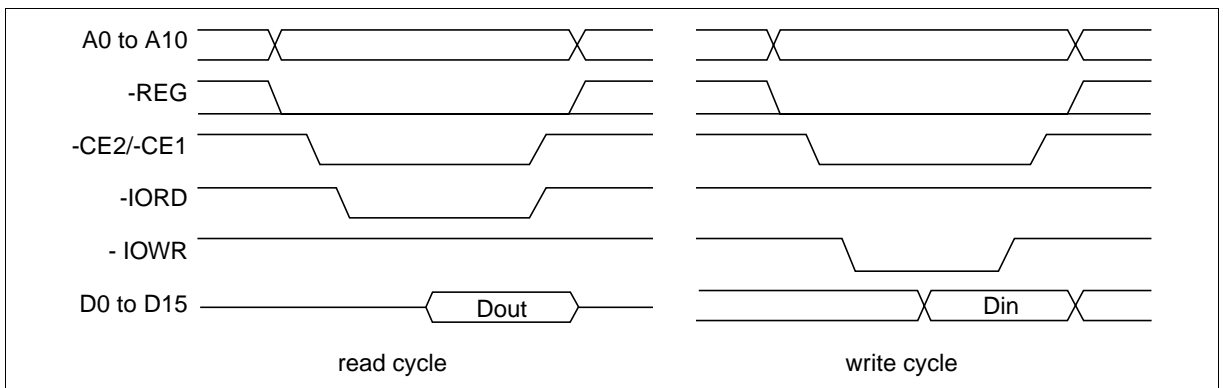 A0 to A10
-REG
-CE2/-CE1
-IORD
- IOWR
D0 to D15
Dout
Din
read cycle
write cycle